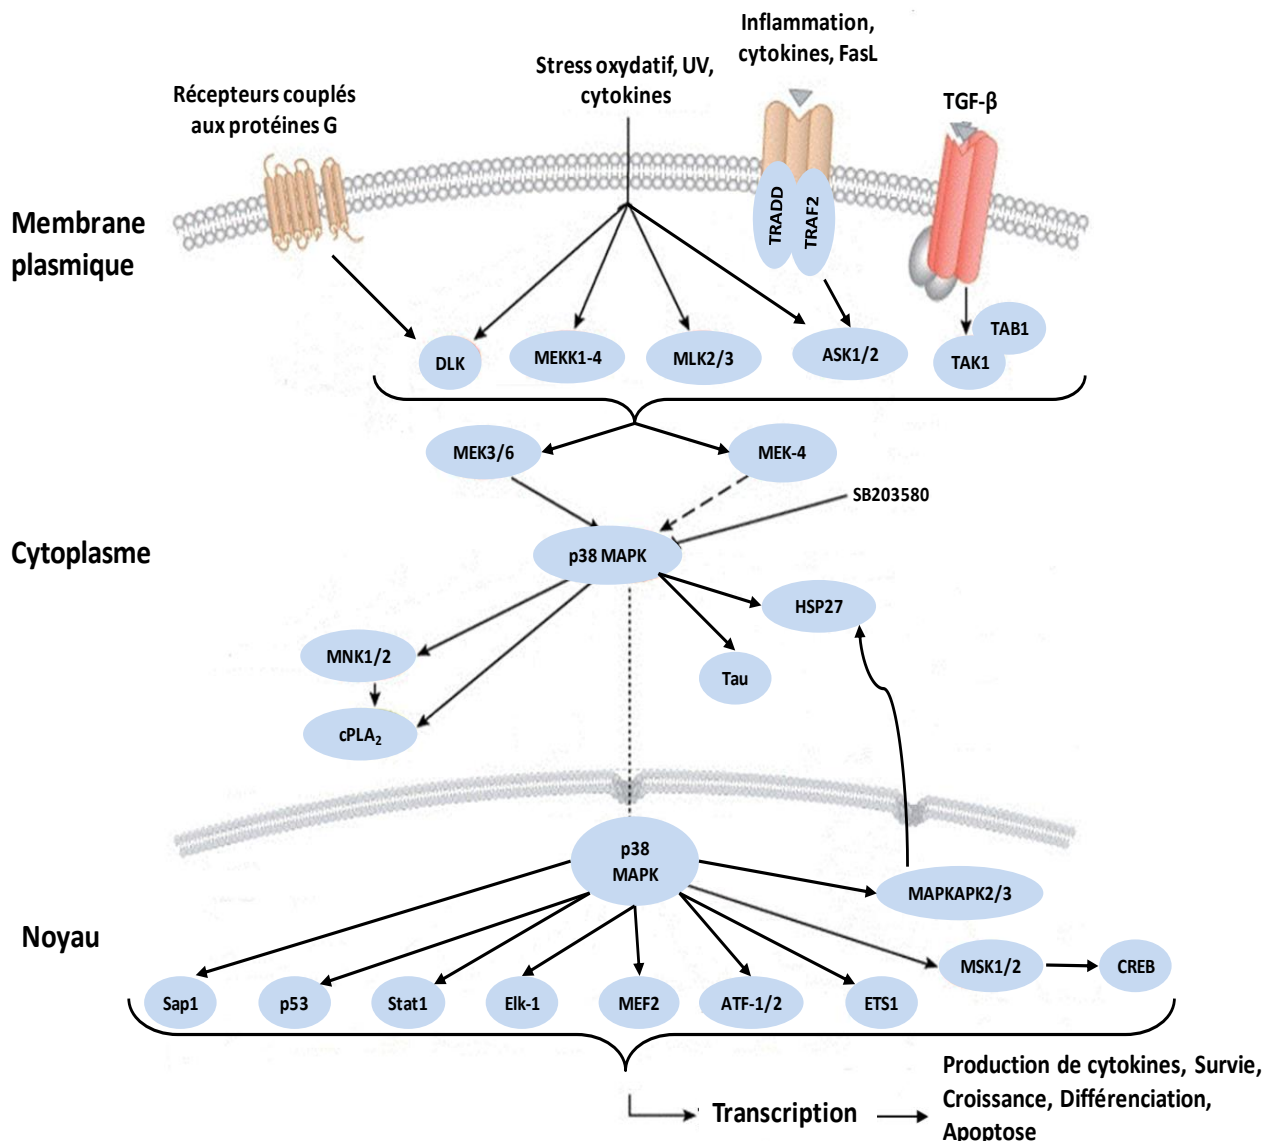 Inflammation,
cytokines, FasL
Stress oxydatif, UV,
cytokines
Récepteurs couplés
aux protéines G
TGF-β
Membrane
plasmique
TRADD
TRAF2
DLK
MEKK1-4
MLK2/3
ASK1/2
TAB1
TAK1
MEK3/6
MEK-4
SB203580
Cytoplasme
p38 MAPK
HSP27
MNK1/2
Tau
cPLA₂
p38
MAPK
MAPKAPK2/3
Noyau
MSK1/2
CREB
Sap1
p53
Stat1
Elk-1
MEF2
ATF-1/2
ETS1
Transcription
Production de cytokines, Survie,
Croissance, Différenciation,
Apoptose